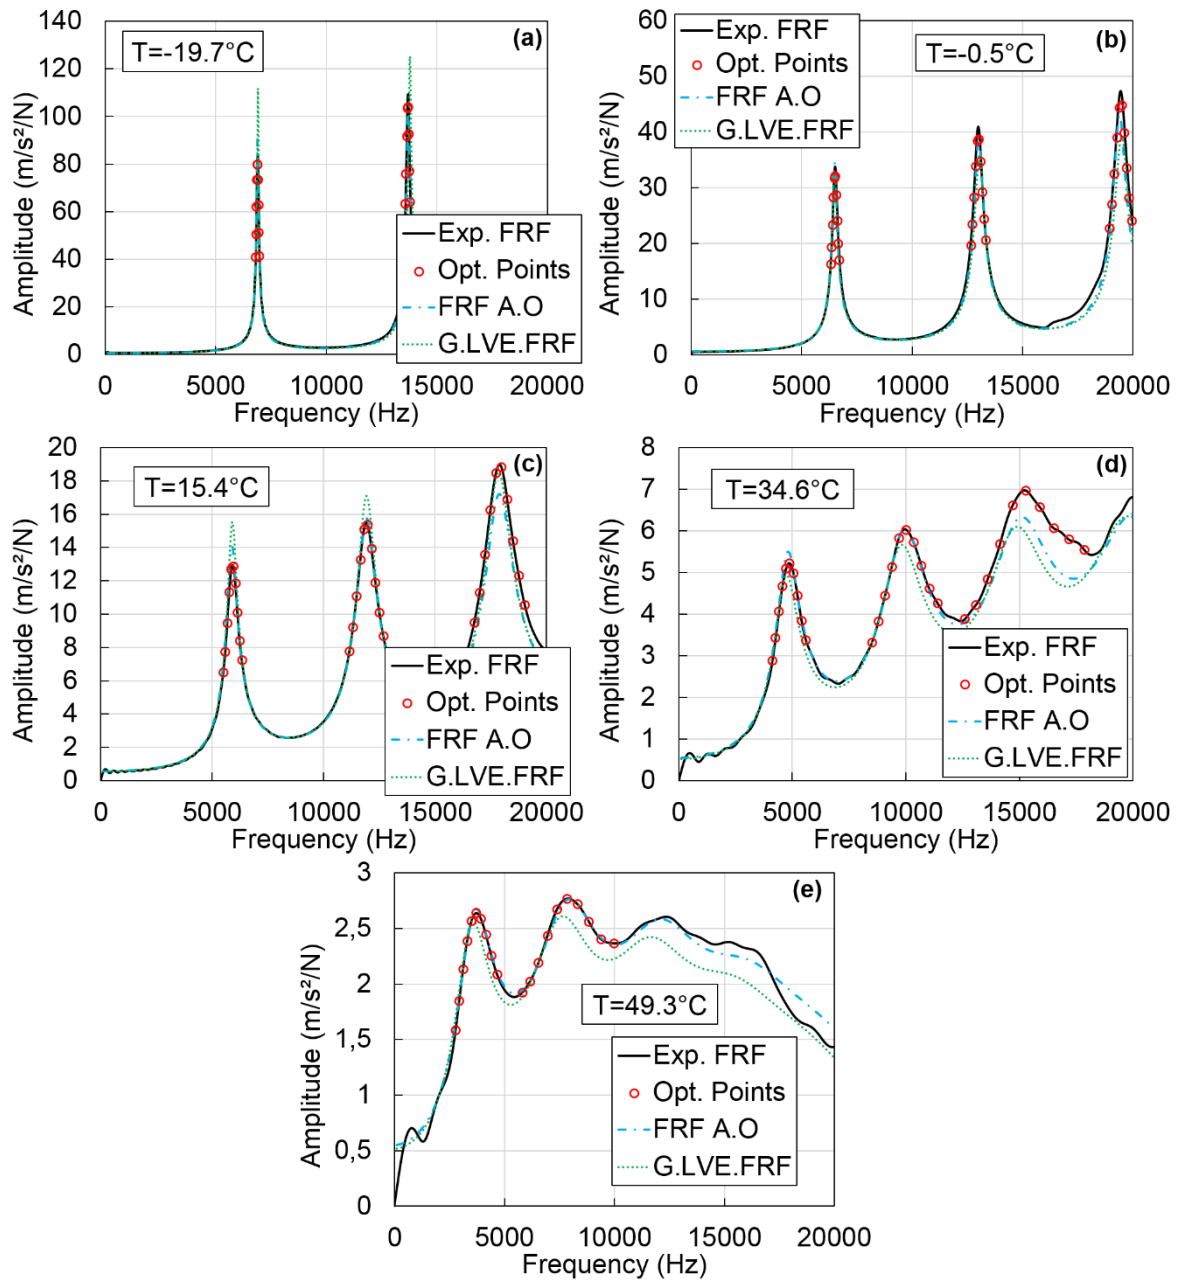 140
120
100
80
60
40
20
0
Amplitude (m/s²/N)
(a)
T=-19.7°C
Exp. FRF
Opt. Points
FRF A.O
G.LVE.FRF
0 5000 10000 15000 20000
Frequency (Hz)
60
50
40
30
20
10
0
Amplitude (m/s²/N)
(b)
Exp. FRF
Opt. Points
FRF A.O
G.LVE.FRF
T=-0.5°C
0 5000 10000 15000 20000
Frequency (Hz)
20
18
16
14
12
10
8
6
4
2
0
Amplitude (m/s²/N)
(c)
T=15.4°C
Exp. FRF
Opt. Points
FRF A.O
G.LVE.FRF
0 5000 10000 15000 20000
Frequency (Hz)
8
7
6
5
4
3
2
1
0
Amplitude (m/s²/N)
(d)
T=34.6°C
Exp. FRF
Opt. Points
FRF A.O
G.LVE.FRF
0 5000 10000 15000 20000
Frequency (Hz)
3
2,5
2
1,5
1
0,5
0
Amplitude (m/s²/N)
(e)
T=49.3°C
Exp. FRF
Opt. Points
FRF A.O
G.LVE.FRF
0 5000 10000 15000 20000
Frequency (Hz)